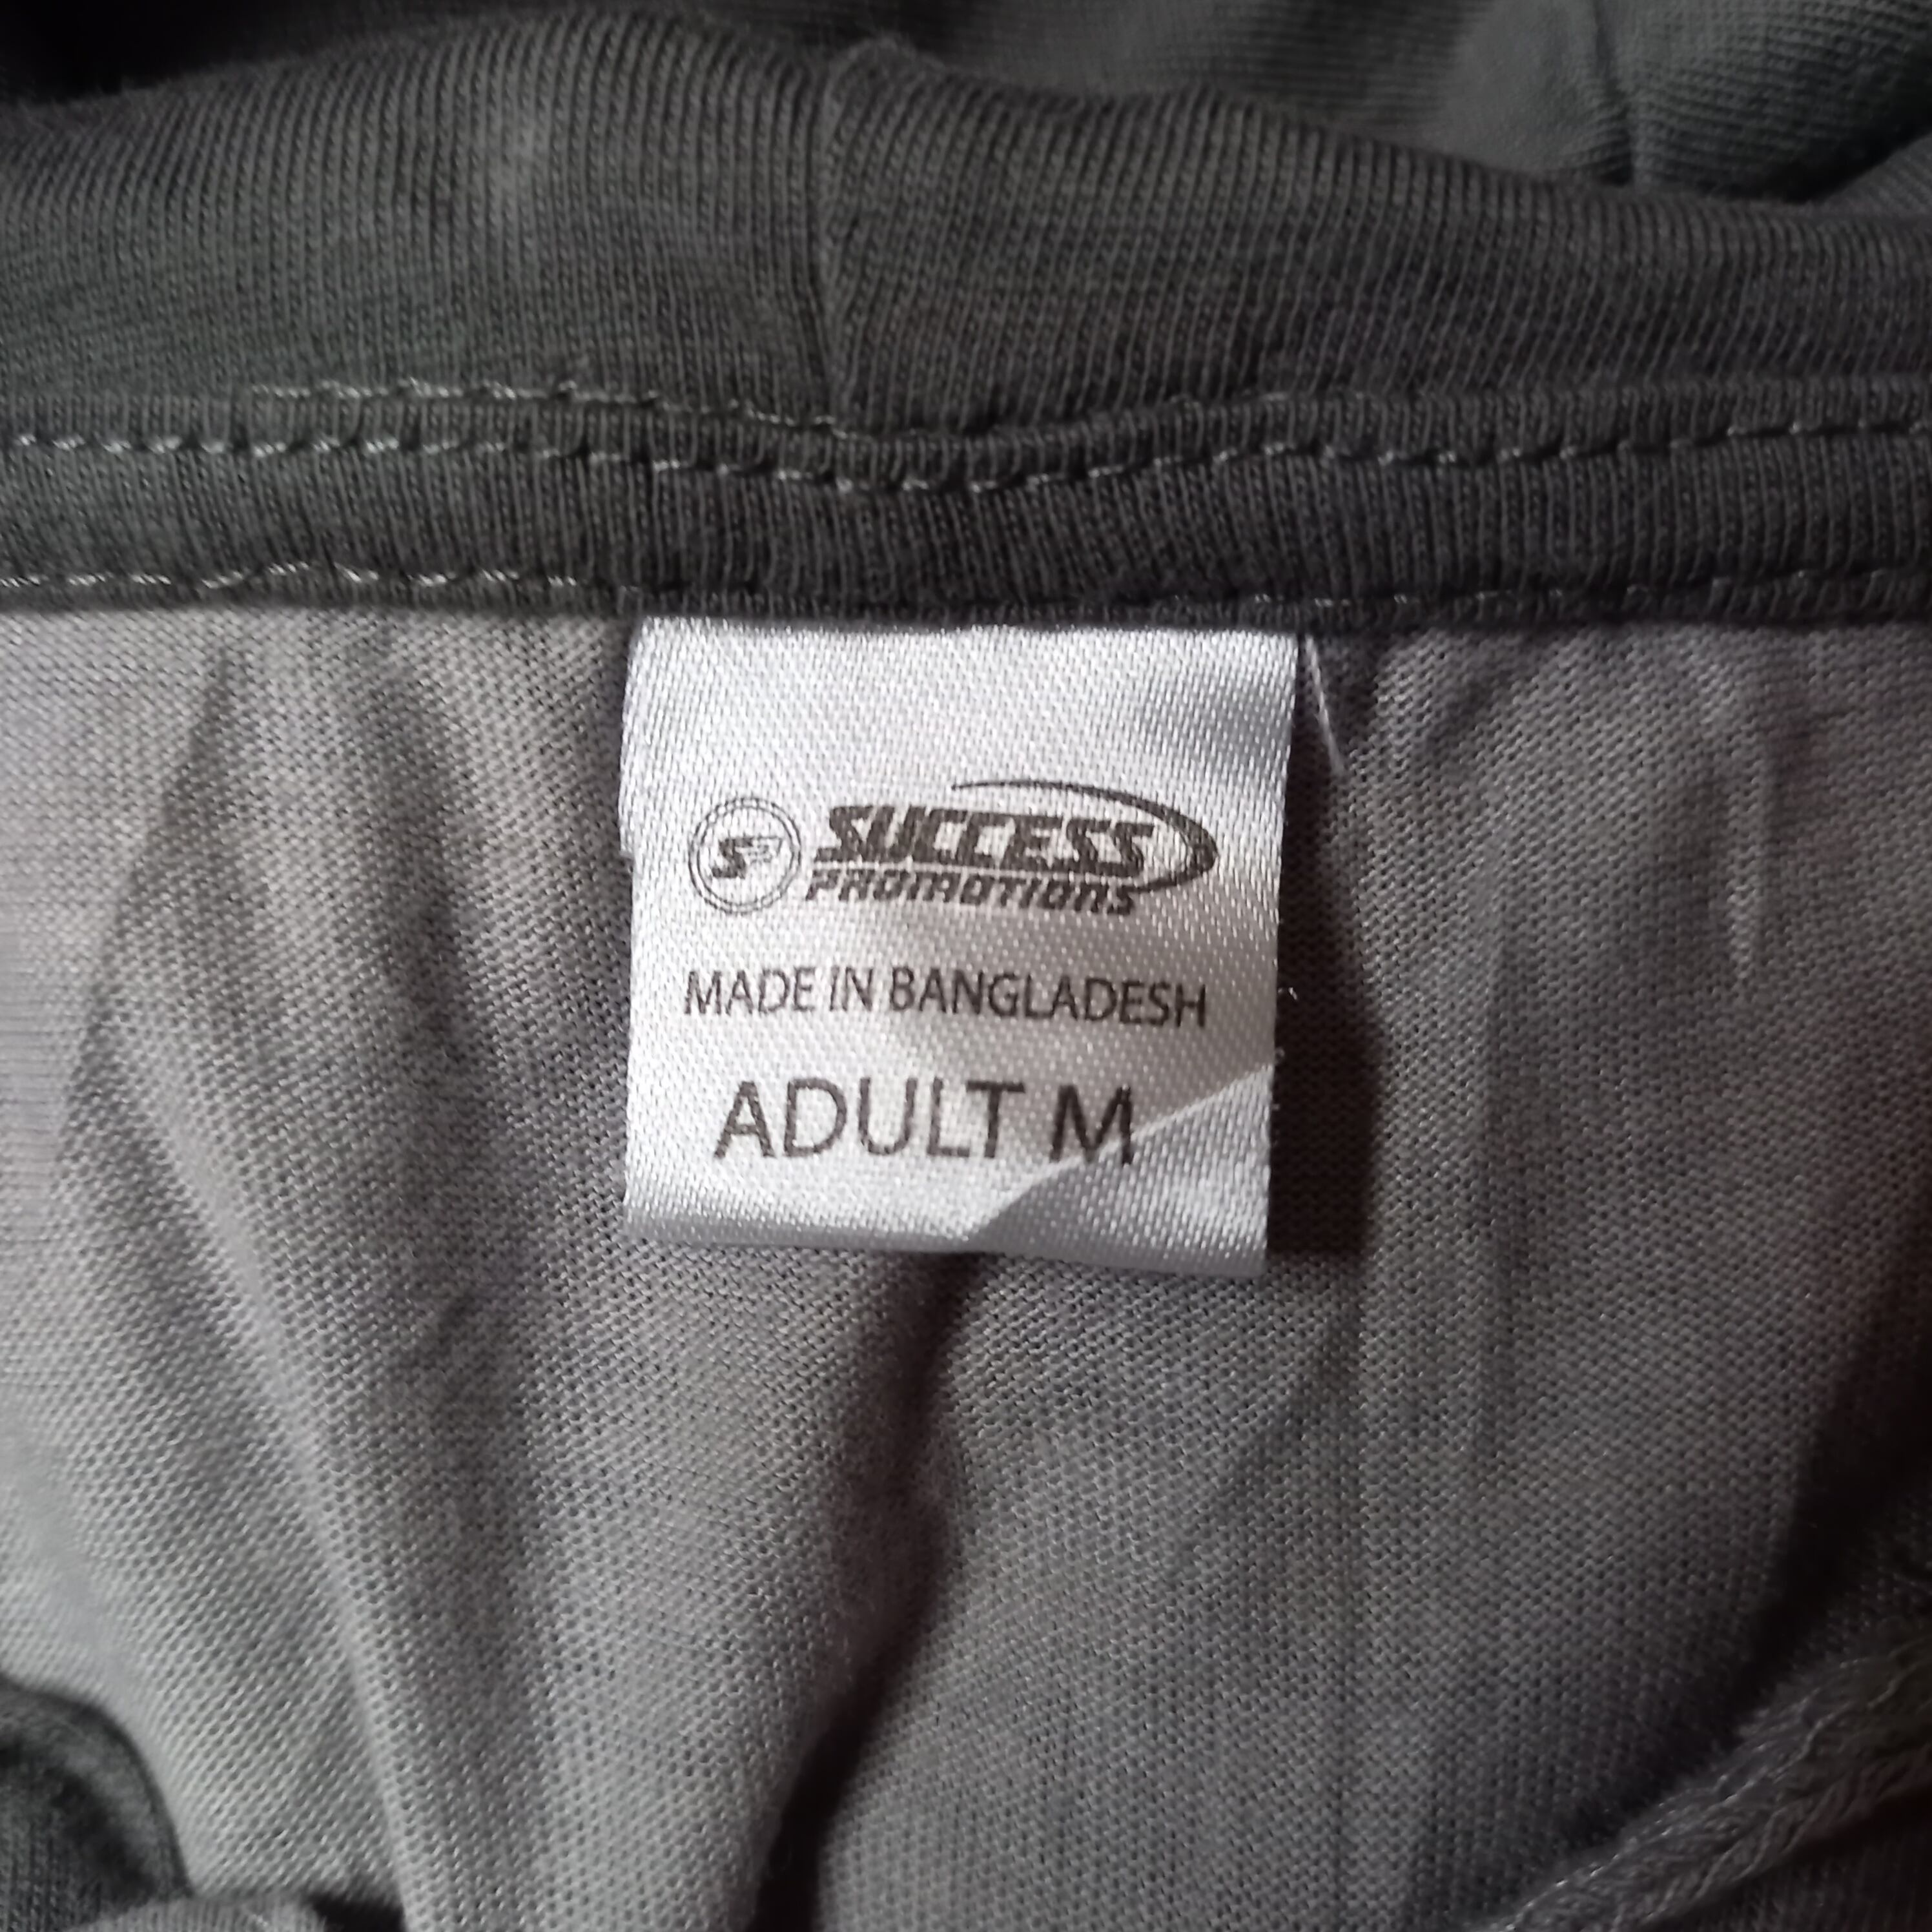 SP SUCCESS
PROMOTIONS
MADE IN BANGLADESH
ADULT M